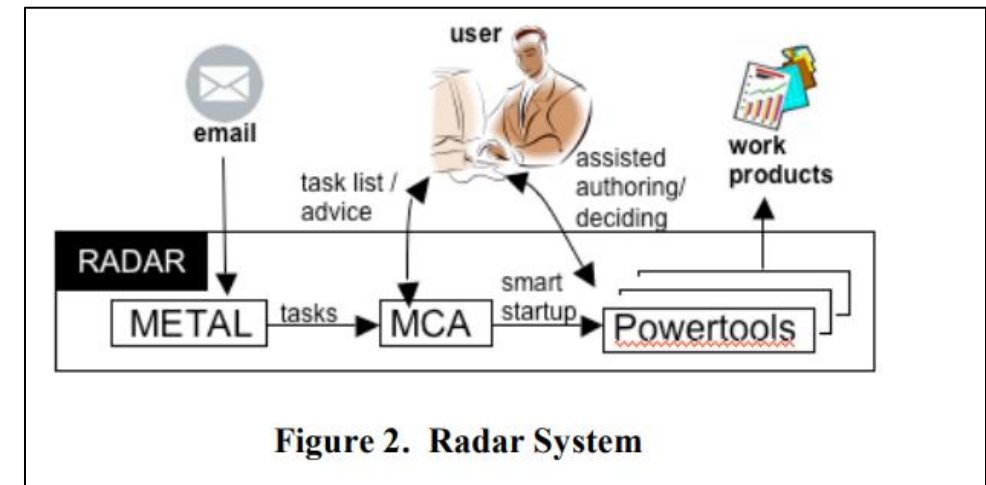 user
email
task list /
advice
assisted
authoring/
deciding
work
products
RADAR
METAL
tasks
MCA
smart
startup
Powertools
Figure 2.  Radar System